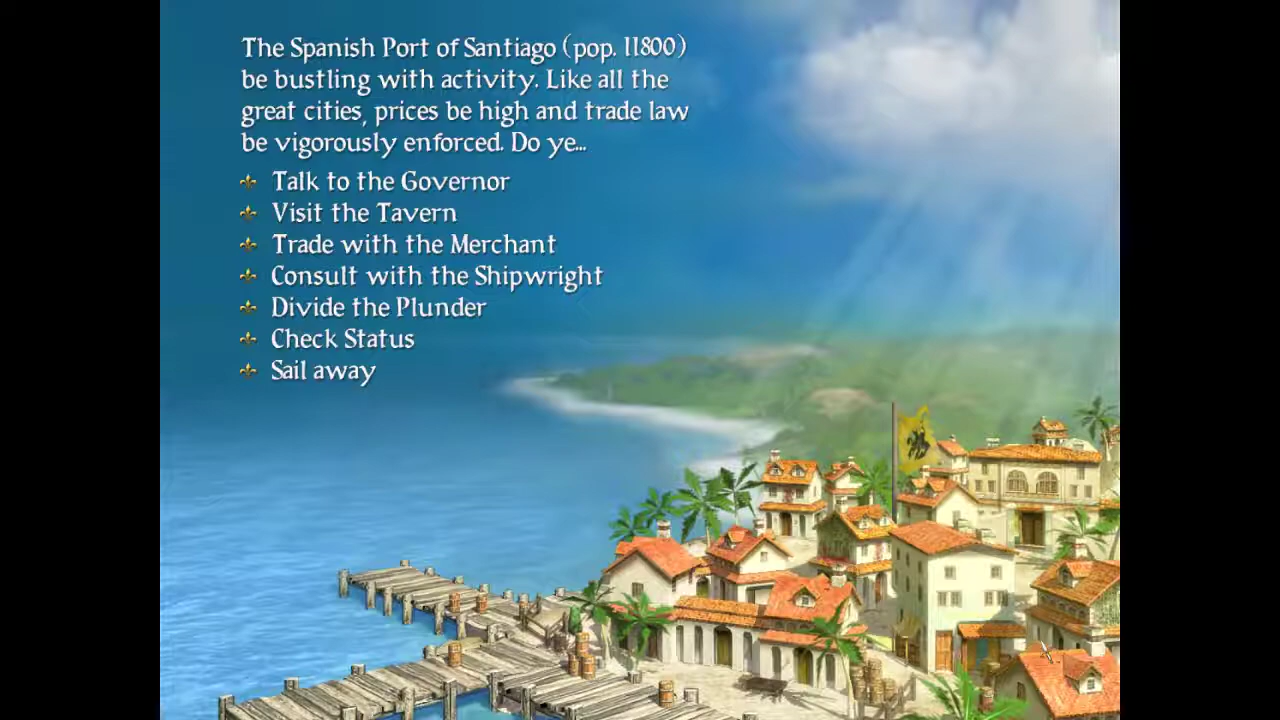 The Spanish Port of Santiago (pop. 11800)
be bustling with activity. Like all the
great cities, prices be high and trade law
be vigorously enforced. Do ye...
Talk to the Governor
Visit the Tavern
Trade with the Merchant
Consult with the Shipwright
Divide the Plunder
Check Status
Sail away